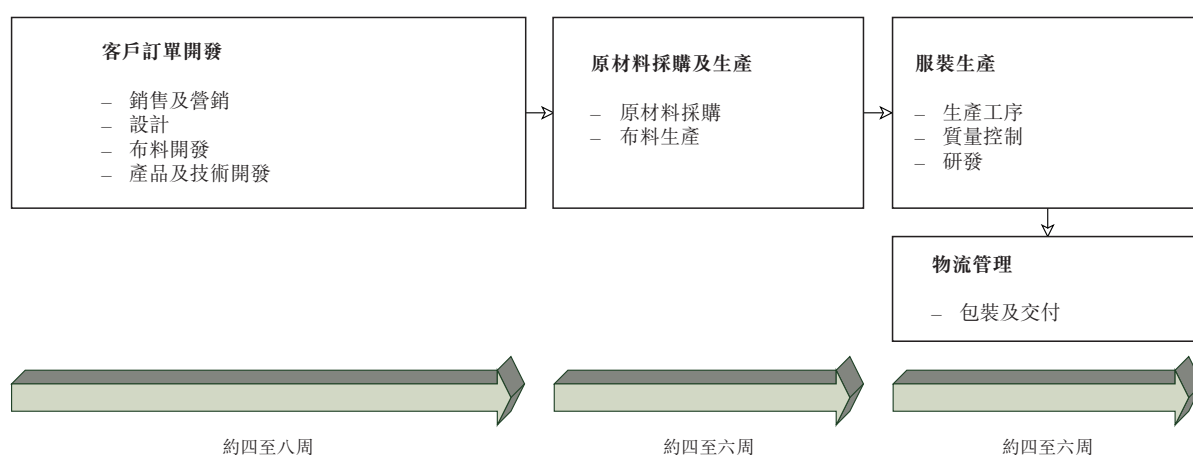 客戶訂單開發
– 銷售及營銷
– 設計
– 布料開發
– 產品及技術開發
原材料採購及生產
– 原材料採購
– 布料生產
服裝生產
– 生產工序
– 質量控制
– 研發
物流管理
– 包裝及交付
約四至八周
約四至六周
約四至六周